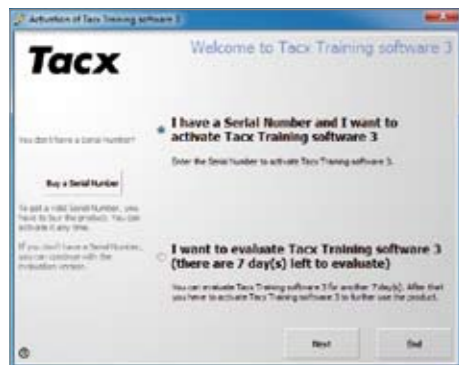 Activation of Tacx Training software 3
Tacx
Welcome to Tacx Training software 3
You don't have a Serial Number?
Buy a Serial Number
To get a valid Serial Number, you
have to buy the product. You can
activate it any time.
If you don't have a Serial Number,
you can continue with the
evaluation version.
I have a Serial Number and I want to
activate Tacx Training software 3
Enter the Serial Number to activate Tacx Training software 3.
I want to evaluate Tacx Training software 3
(there are 7 day(s) left to evaluate)
You can evaluate Tacx Training software 3 for another 7 day(s). After that
you have to activate Tacx Training software 3 to further use the product.
Next
End